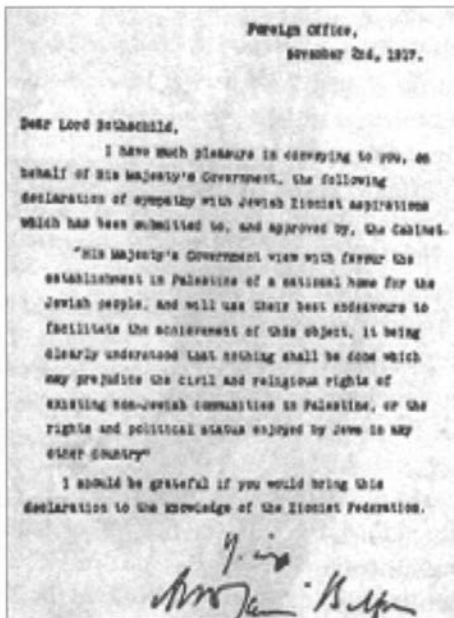 Foreign Office,
November 2nd, 1917.
Dear Lord Rothschild,
I have much pleasure in conveying to you, on
behalf of His Majesty's Government, the following
declaration of sympathy with Jewish Zionist aspirations
which has been submitted to, and approved by, the Cabinet.
"His Majesty's Government view with favour the
establishment in Palestine of a national home for the
Jewish people, and will use their best endeavours to
facilitate the achievement of this object, it being
clearly understood that nothing shall be done which
may prejudice the civil and religious rights of
existing non-Jewish communities in Palestine, or the
rights and political status enjoyed by Jews in any
other country"
I should be grateful if you would bring this
declaration to the knowledge of the Zionist Federation.